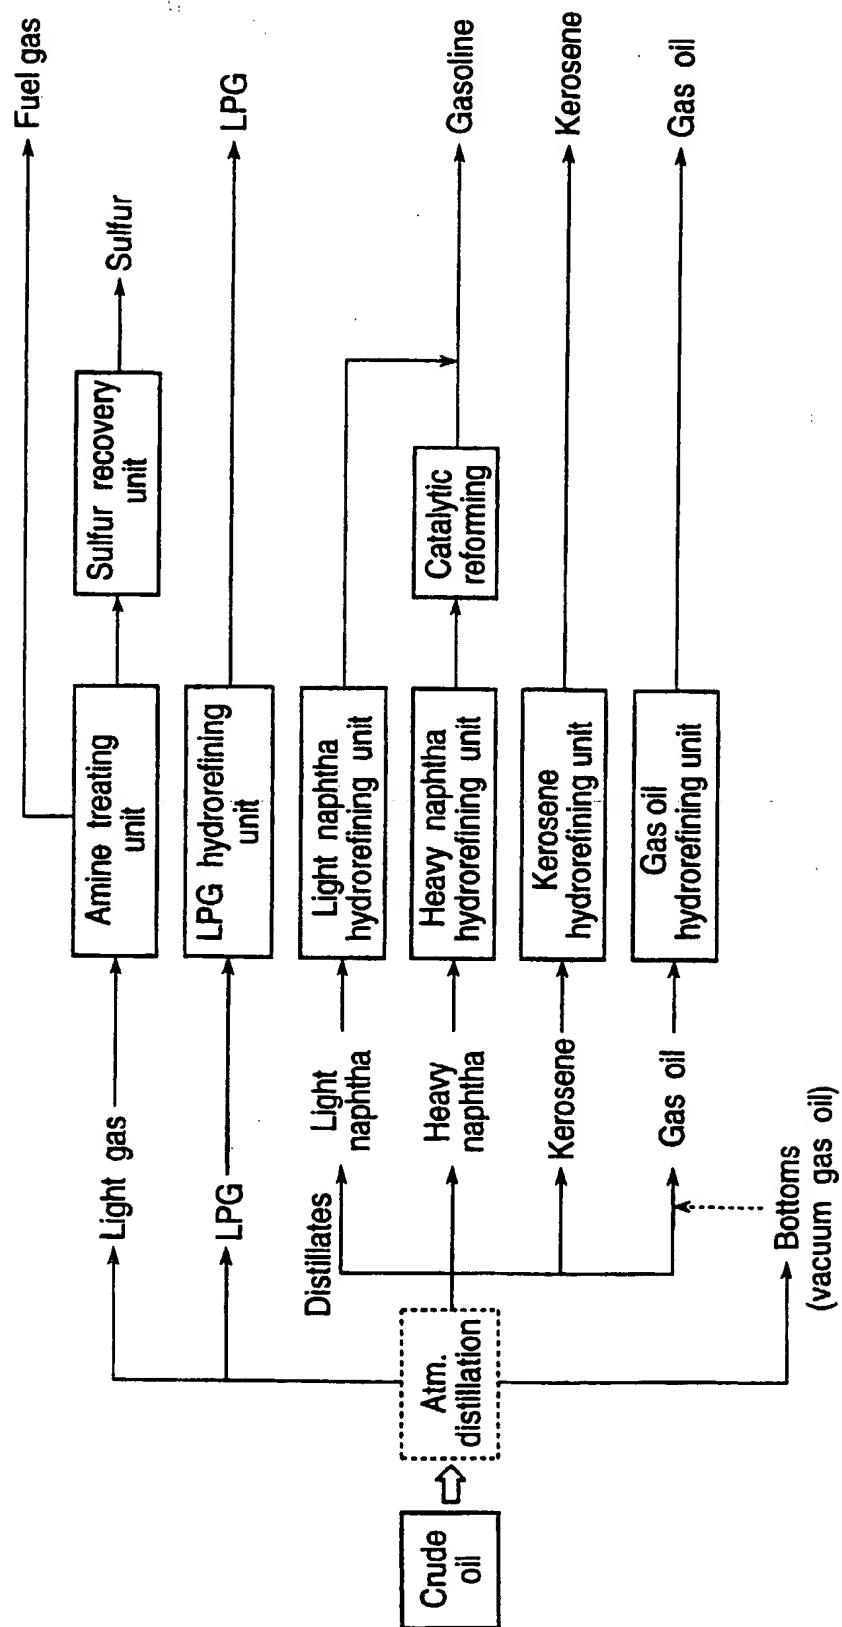 Crude
oil
Atm.
distillation
Light gas
LPG
Distillates
Light
naphtha
Heavy
naphtha
Kerosene
Gas oil
Bottoms
(vacuum gas oil)
Amine treating
unit
LPG hydrorefining
unit
Light naphtha
hydrorefining unit
Heavy naphtha
hydrorefining unit
Kerosene
hydrorefining unit
Gas oil
hydrorefining unit
Sulfur recovery
unit
Catalytic
reforming
Fuel gas
Sulfur
LPG
Gasoline
Kerosene
Gas oil